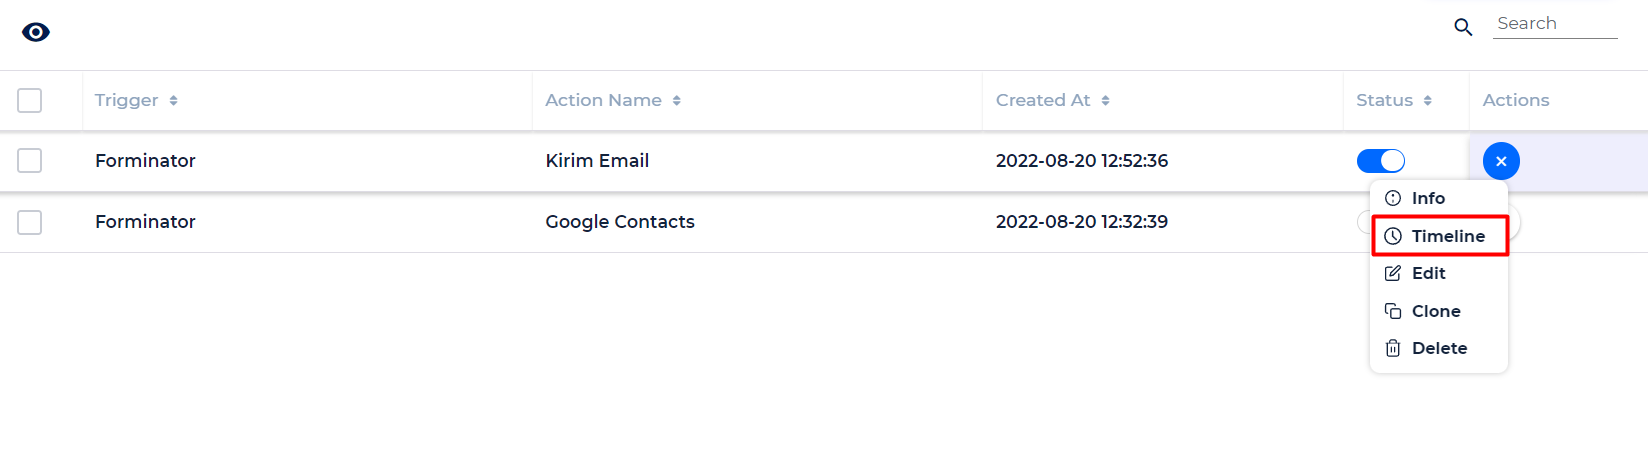 Search
Trigger Action Name Created At Status Actions
Forminator Kirim Email 2022-08-20 12:52:36
Info
Forminator Google Contacts 2022-08-20 12:32:39
Timeline
Edit
Clone
Delete